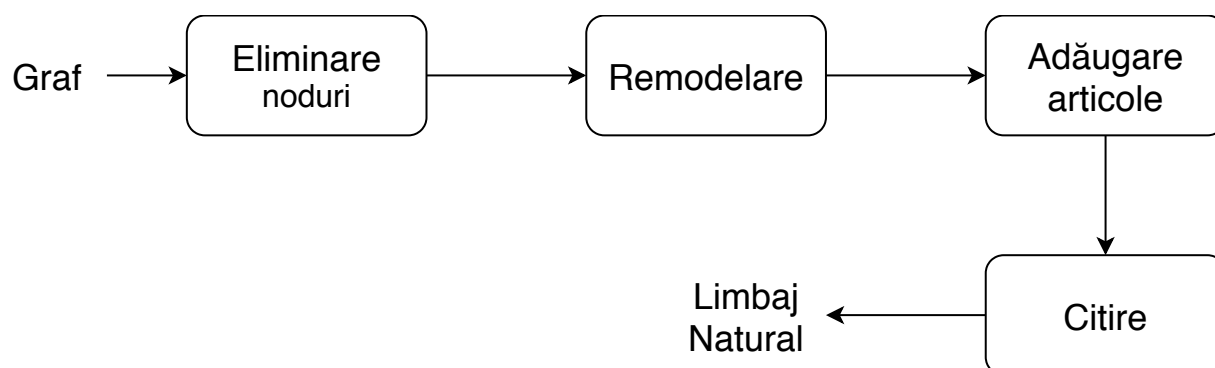 Graf
Eliminare
noduri
Remodelare
Adăugare
articole
Citire
Limbaj
Natural